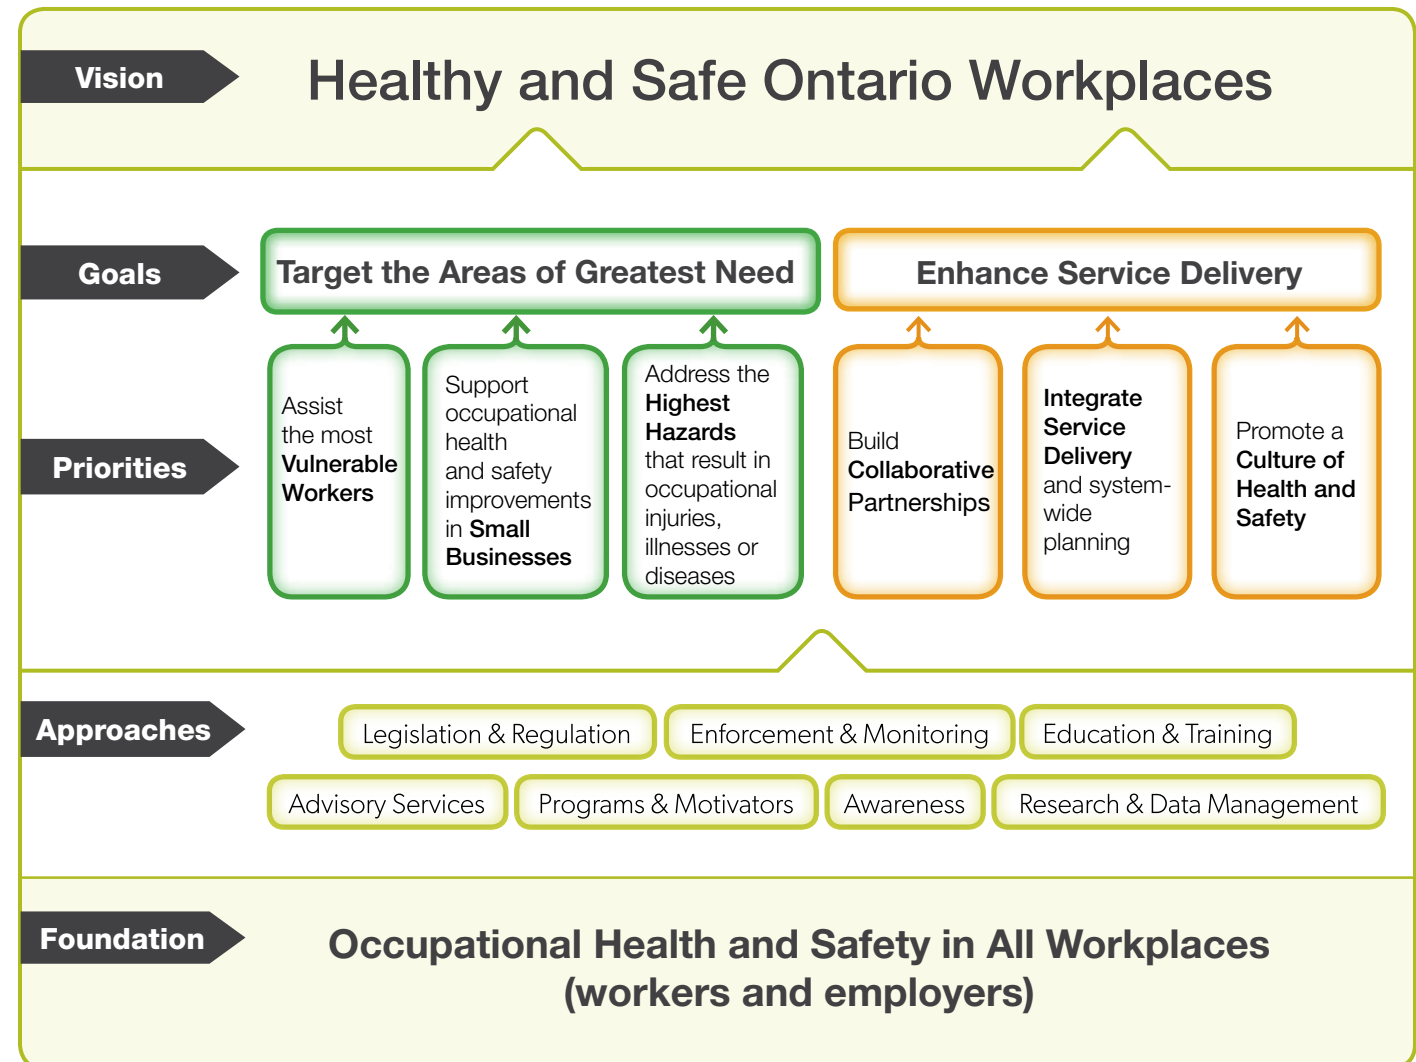 Vision
Healthy and Safe Ontario Workplaces
Goals
Target the Areas of Greatest Need
Enhance Service Delivery
Priorities
Assist
the most
Vulnerable
Workers
Support
occupational
health
and safety
improvements
in Small
Businesses
Address the
Highest
Hazards
that result in
occupational
injuries,
illnesses or
diseases
Build
Collaborative
Partnerships
Integrate
Service
Delivery
and system-
wide
planning
Promote a
Culture of
Health and
Safety
Approaches
Legislation & Regulation
Enforcement & Monitoring
Education & Training
Advisory Services
Programs & Motivators
Awareness
Research & Data Management
Foundation
Occupational Health and Safety in All Workplaces
(workers and employers)